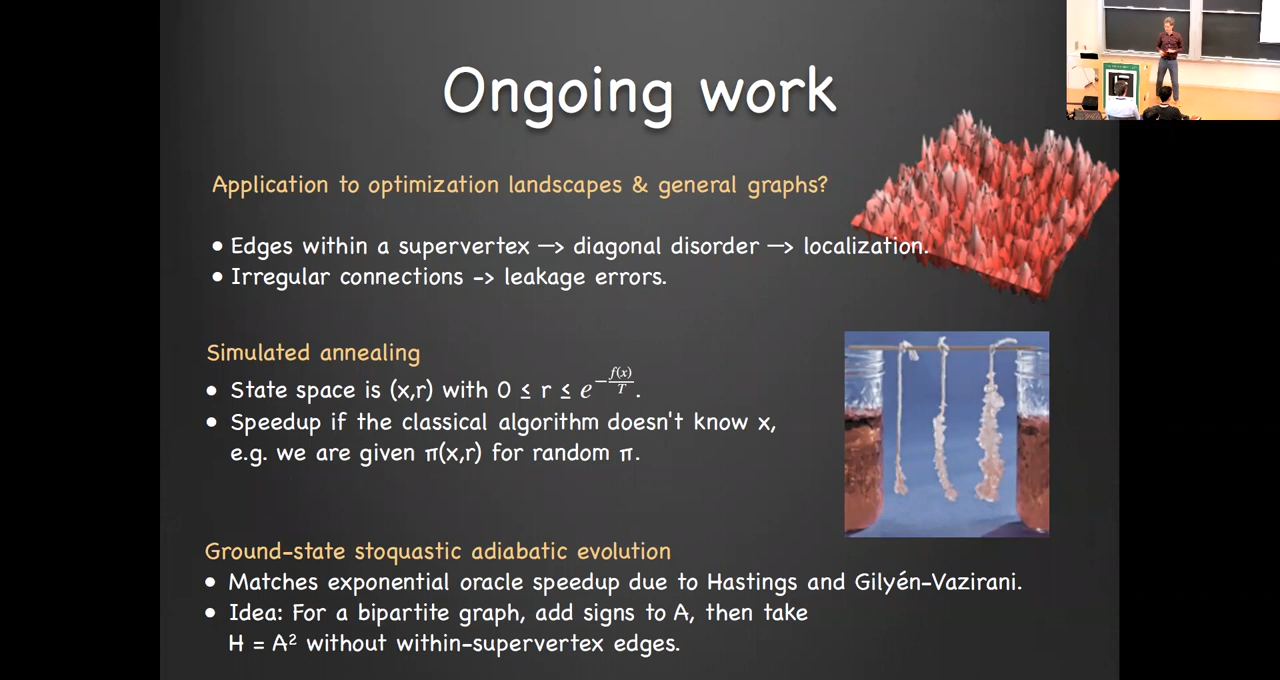 Ongoing work
Application to optimization landscapes & general graphs?
• Edges within a supervertex —> diagonal disorder —> localization.
• Irregular connections -> leakage errors.
Simulated annealing
• State space is (x,r) with 0 ≤ r ≤ e^{-\frac{f(x)}{T}}.
• Speedup if the classical algorithm doesn't know x,
e.g. we are given π(x,r) for random π.
Ground-state stoquastic adiabatic evolution
• Matches exponential oracle speedup due to Hastings and Gilyén-Vazirani.
• Idea: For a bipartite graph, add signs to A, then take
H = A² without within-supervertex edges.